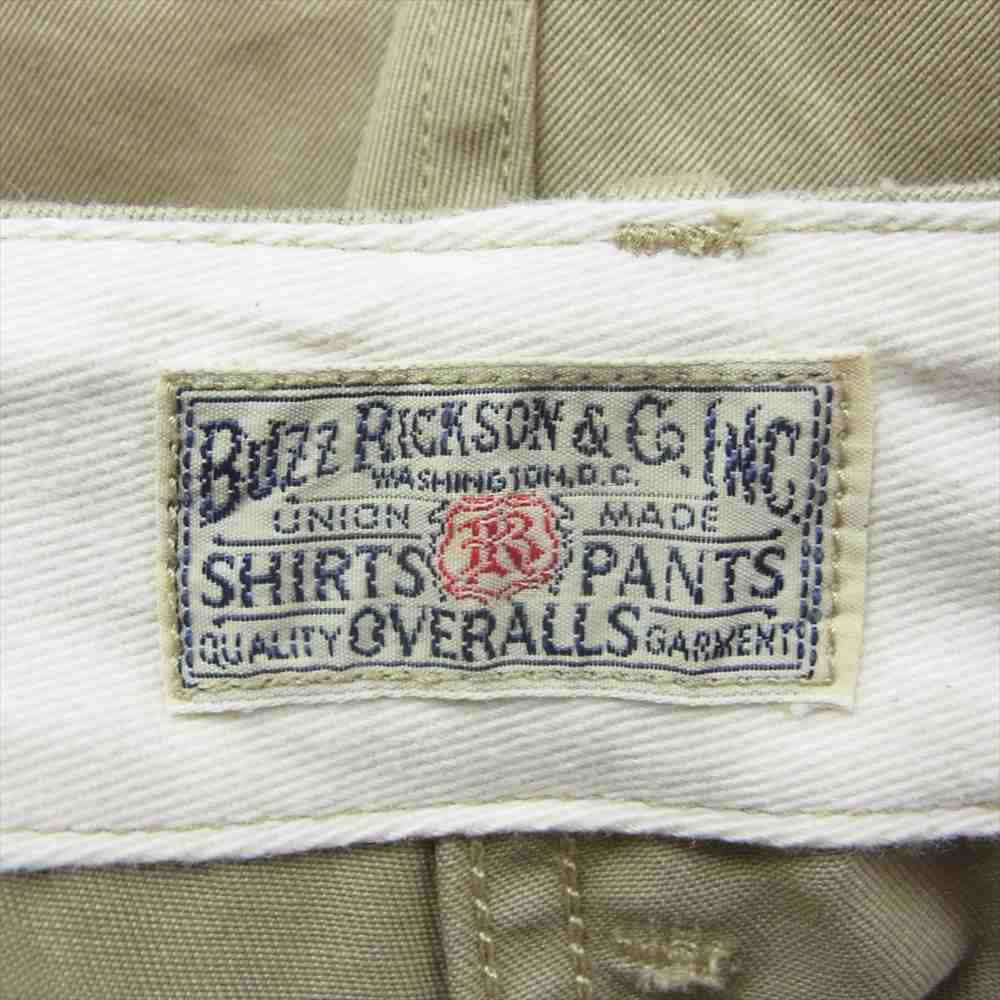 BUZZ RICKSON & CO. INC.
WASHINGTON, D.C.
UNION R MADE
SHIRTS PANTS
QUALITY OVERALLS GARMENT